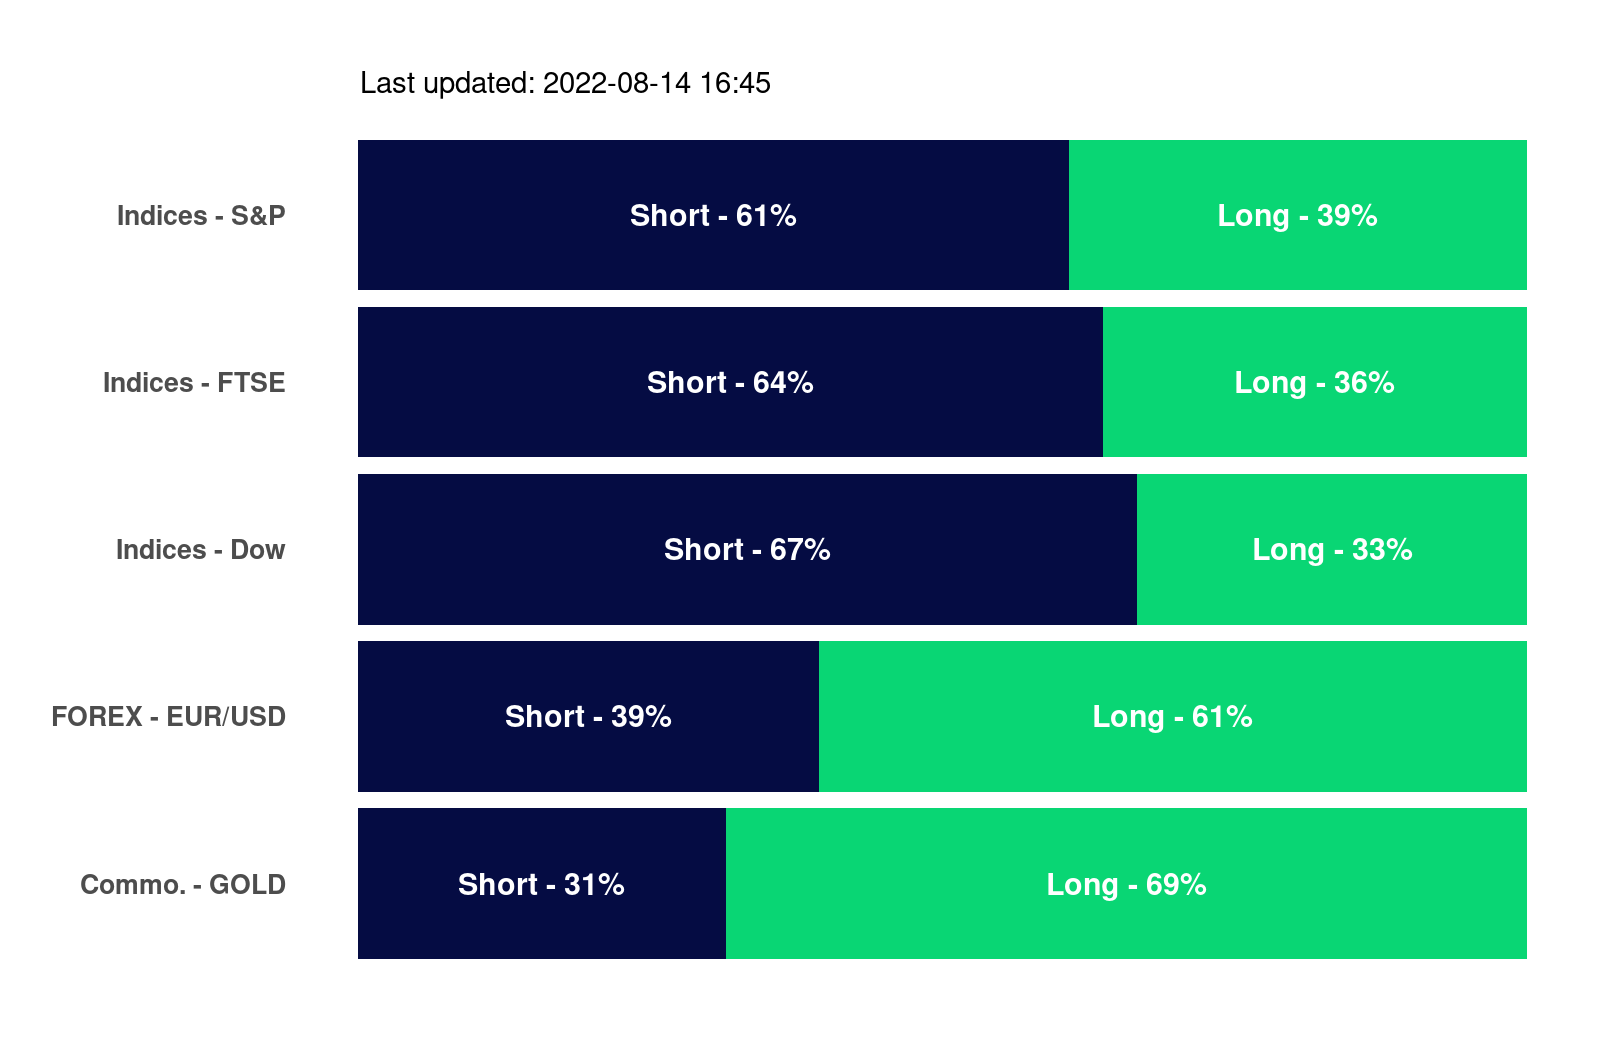 Last updated: 2022-08-14 16:45
Indices - S&P Short - 61% Long - 39%
Indices - FTSE Short - 64% Long - 36%
Indices - Dow Short - 67% Long - 33%
FOREX - EUR/USD Short - 39% Long - 61%
Commo. - GOLD Short - 31% Long - 69%